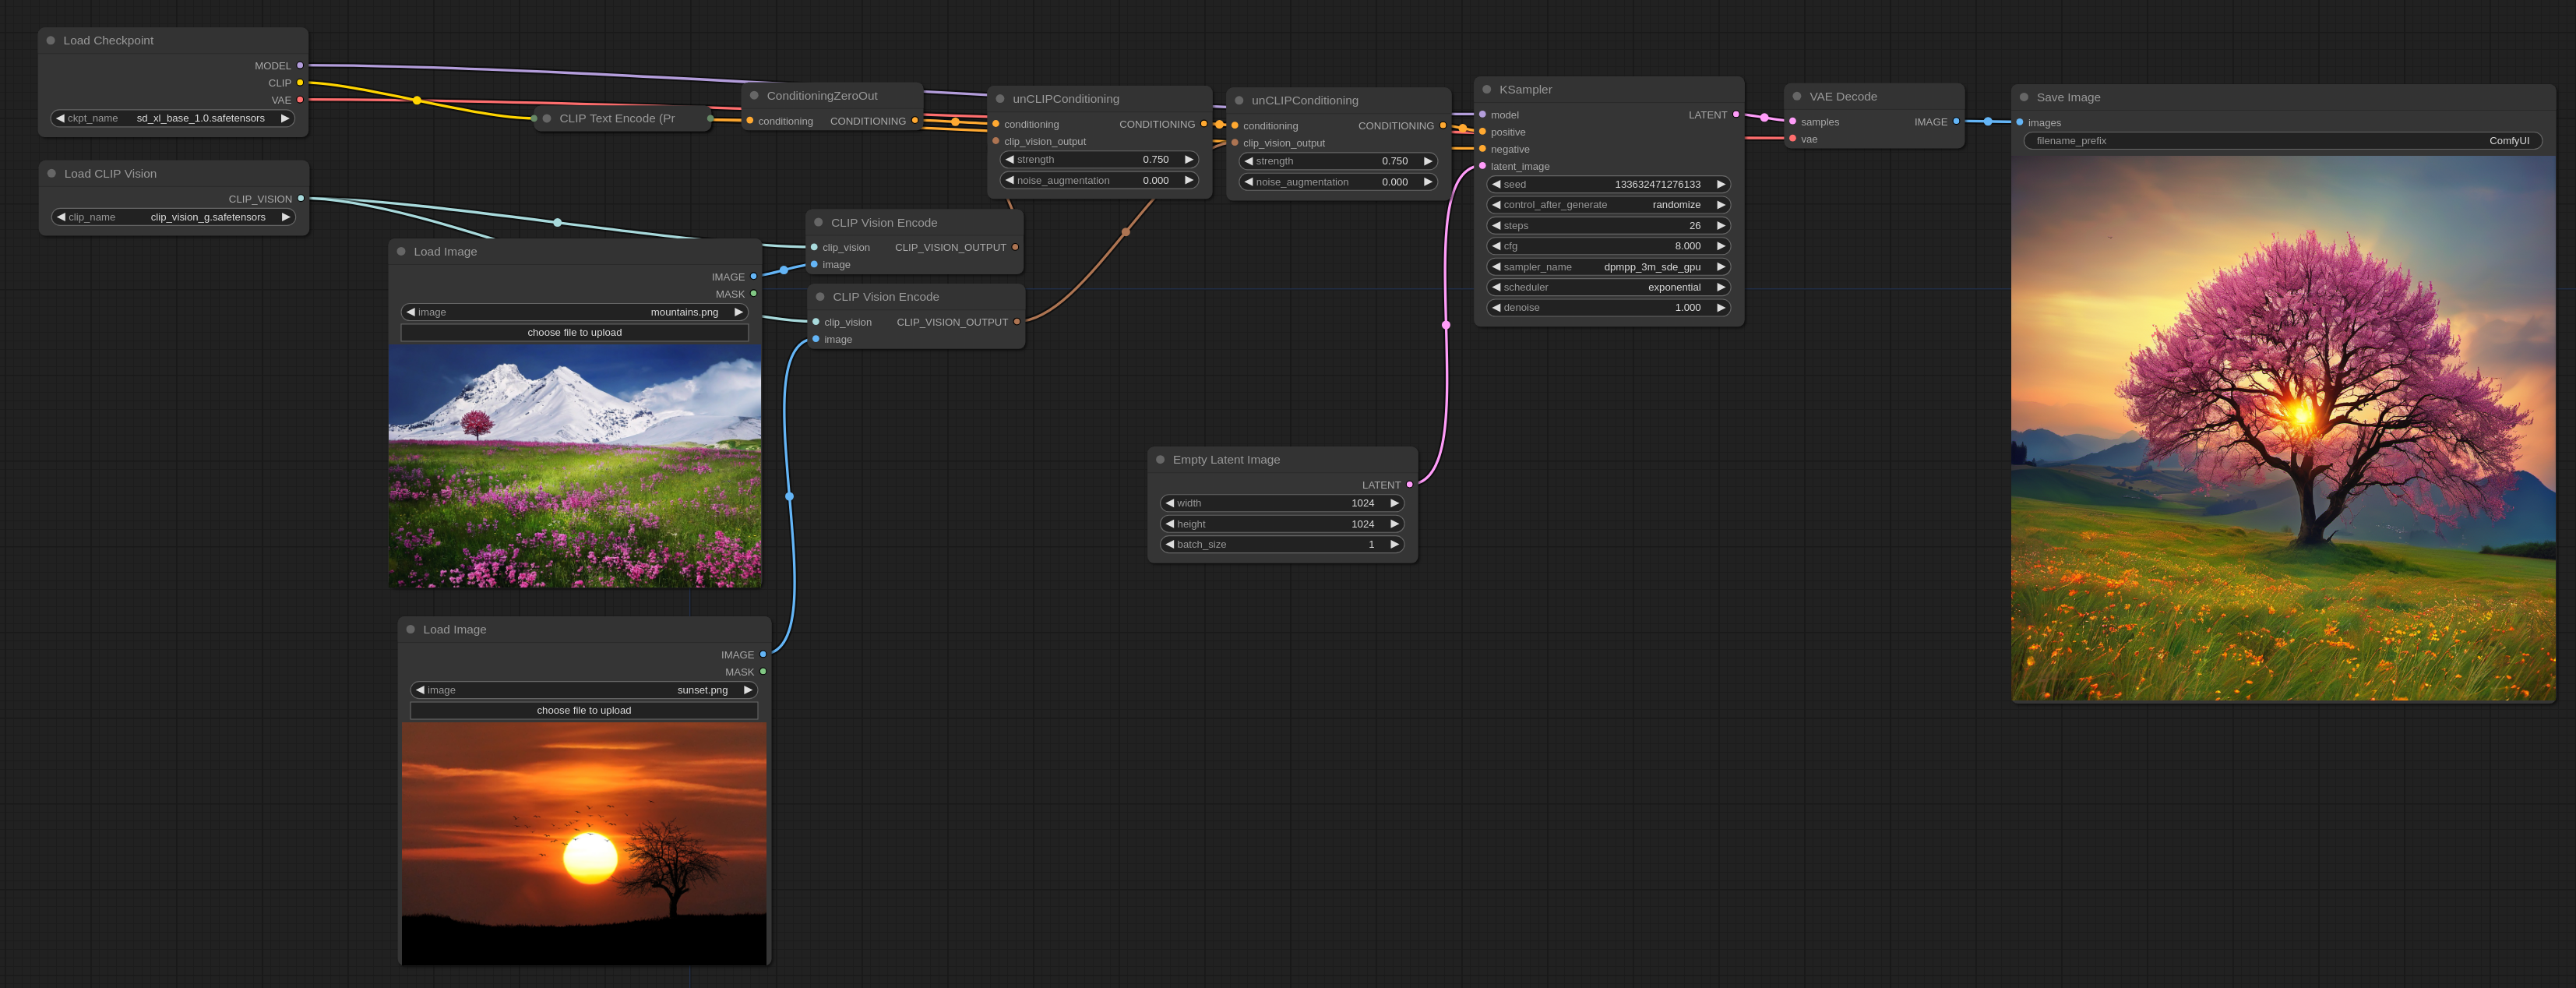 Load Checkpoint
MODEL
CLIP
VAE
ckpt_name sd_xl_base_1.0.safetensors
Load CLIP Vision
CLIP_VISION
clip_name clip_vision_g.safetensors
CLIP Text Encode (Pr
ConditioningZeroOut
conditioning CONDITIONING
Load Image
IMAGE
MASK
image mountains.png
choose file to upload
Load Image
IMAGE
MASK
image sunset.png
choose file to upload
CLIP Vision Encode
clip_vision CLIP_VISION_OUTPUT
image
CLIP Vision Encode
clip_vision CLIP_VISION_OUTPUT
image
unCLIPConditioning
conditioning CONDITIONING
clip_vision_output
strength 0.750
noise_augmentation 0.000
unCLIPConditioning
conditioning CONDITIONING
clip_vision_output
strength 0.750
noise_augmentation 0.000
Empty Latent Image
LATENT
width 1024
height 1024
batch_size 1
KSampler
model LATENT
positive
negative
latent_image
seed 133632471276133
control_after_generate randomize
steps 26
cfg 8.000
sampler_name dpmpp_3m_sde_gpu
scheduler exponential
denoise 1.000
VAE Decode
samples IMAGE
vae
Save Image
images
filename_prefix ComfyUI